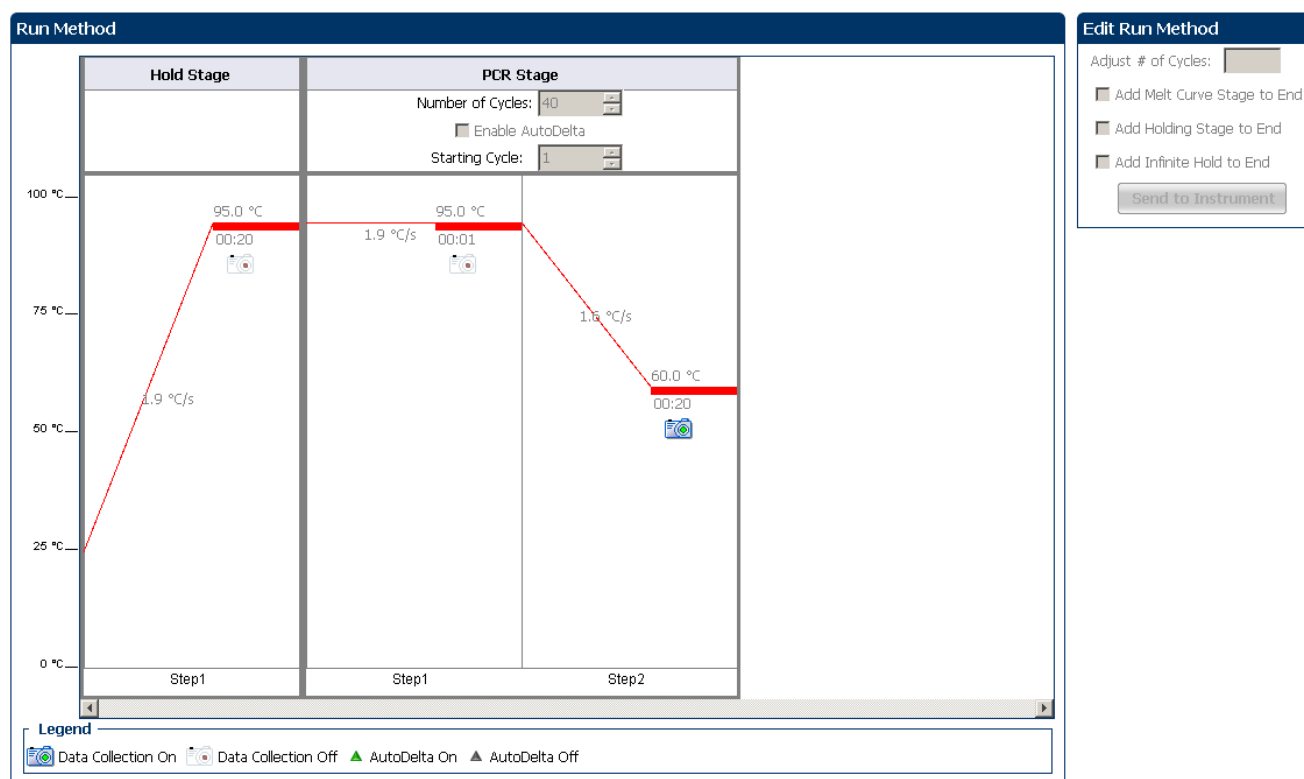 Run Method
Hold Stage
PCR Stage
Number of Cycles: 40
Enable AutoDelta
Starting Cycle: 1
100 °C
75 °C
50 °C
25 °C
0 °C
95.0 °C
00:20
1.9 °C/s
95.0 °C
1.9 °C/s
00:01
1.6 °C/s
60.0 °C
00:20
Step1
Step1
Step2
Legend
Data Collection On Data Collection Off AutoDelta On AutoDelta Off
Edit Run Method
Adjust # of Cycles:
Add Melt Curve Stage to End
Add Holding Stage to End
Add Infinite Hold to End
Send to Instrument